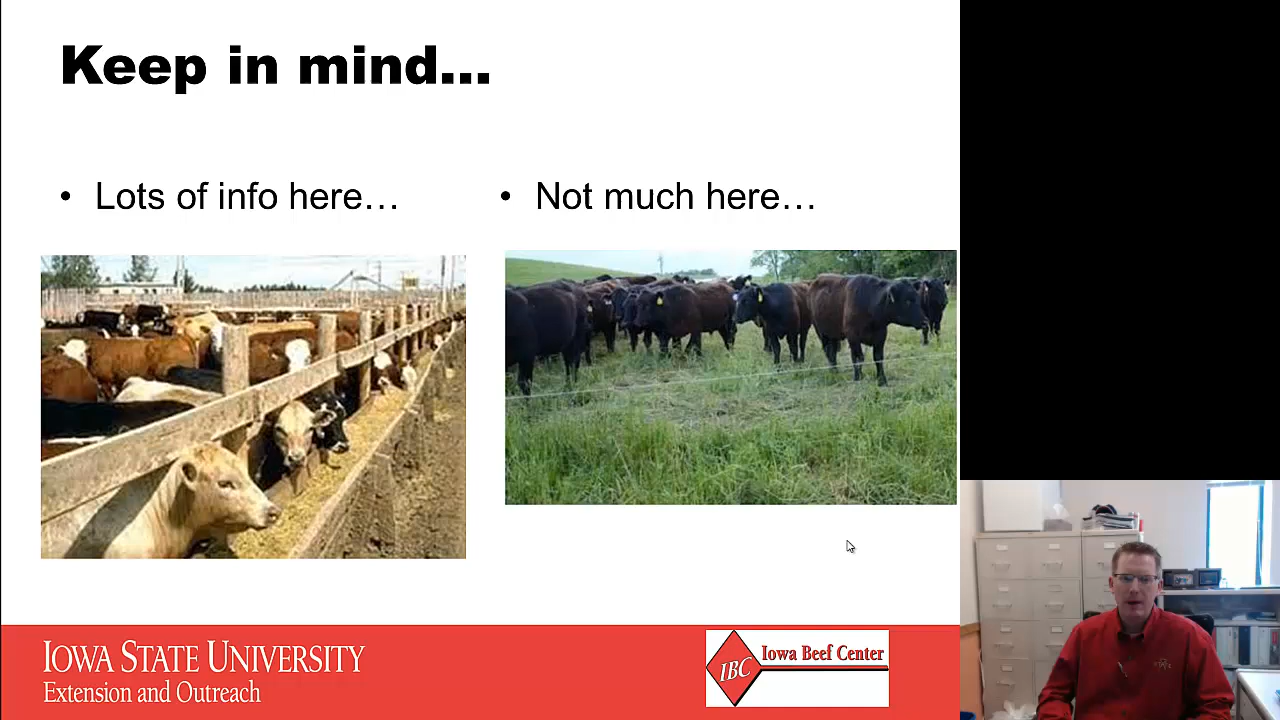 Keep in mind...
• Lots of info here…
• Not much here…
IOWA STATE UNIVERSITY
Extension and Outreach
IBC
Iowa Beef Center